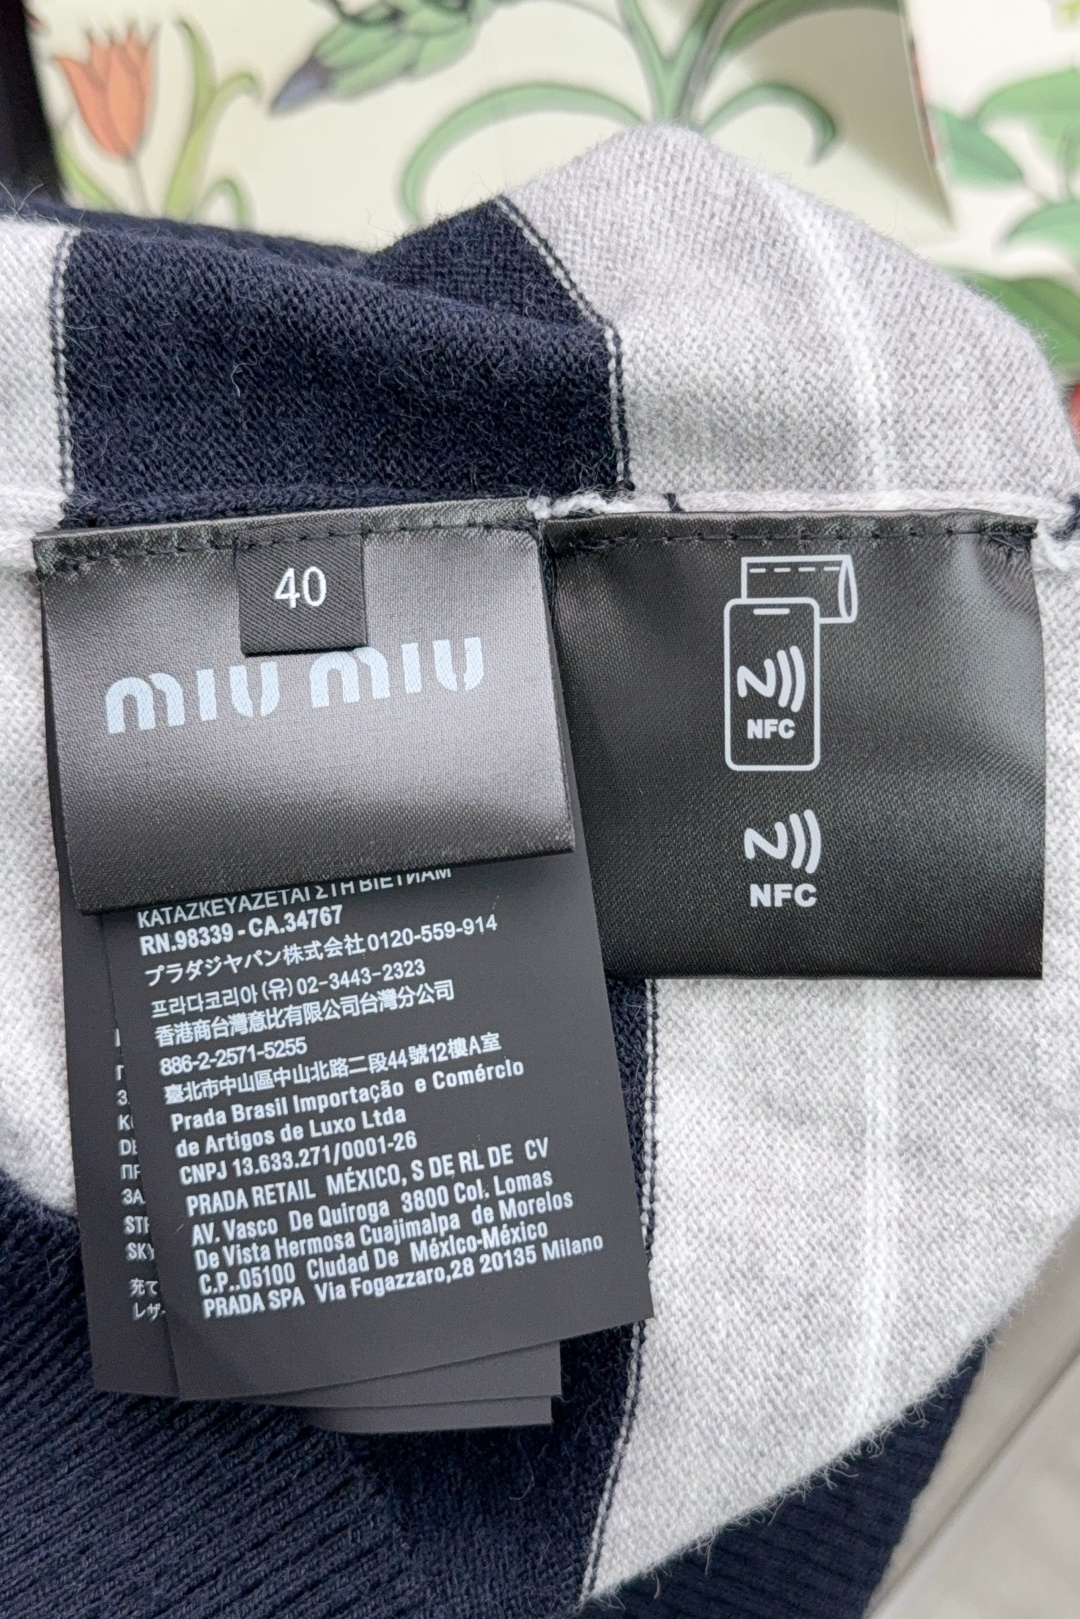 40
miu miu
ΚΑΤΑΖΚΕΥΑΖΕΤΑΙ ΣΤΗ ΒΙΕΤΝΑΜ
RN.98339 - CA.34767
プラダジャパン株式会社 0120-559-914
프라다코리아 (유) 02-3443-2323
香港商台灣意比有限公司台灣分公司
886-2-2571-5255
臺北市中山區中山北路二段44號12樓A室
Prada Brasil Importação e Comércio
de Artigos de Luxo Ltda
CNPJ 13.633.271/0001-26
PRADA RETAIL MÉXICO, S DE RL DE CV
AV. Vasco De Quiroga 3800 Col. Lomas
De Vista Hermosa Cuajimalpa de Morelos
C.P..05100 Ciudad De México-México
PRADA SPA Via Fogazzaro,28 20135 Milano
NFC
NFC